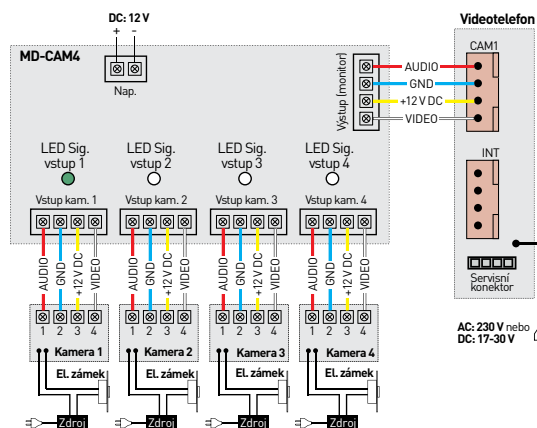 DC: 12 V
+ -
MD-CAM4
Nap.
Výstup (monitor)
AUDIO
GND
+12 V DC
VIDEO
Videotelefon
CAM1
INT
Servisní
konektor
AC: 230 V nebo
DC: 17-30 V
LED Sig.
vstup 1
LED Sig.
vstup 2
LED Sig.
vstup 3
LED Sig.
vstup 4
Vstup kam. 1
Vstup kam. 2
Vstup kam. 3
Vstup kam. 4
AUDIO
GND
+12 V DC
VIDEO
AUDIO
GND
+12 V DC
VIDEO
AUDIO
GND
+12 V DC
VIDEO
AUDIO
GND
+12 V DC
VIDEO
1 2 3 4
1 2 3 4
1 2 3 4
1 2 3 4
Kamera 1
Kamera 2
Kamera 3
Kamera 4
El. zámek
El. zámek
El. zámek
El. zámek
Zdroj
Zdroj
Zdroj
Zdroj